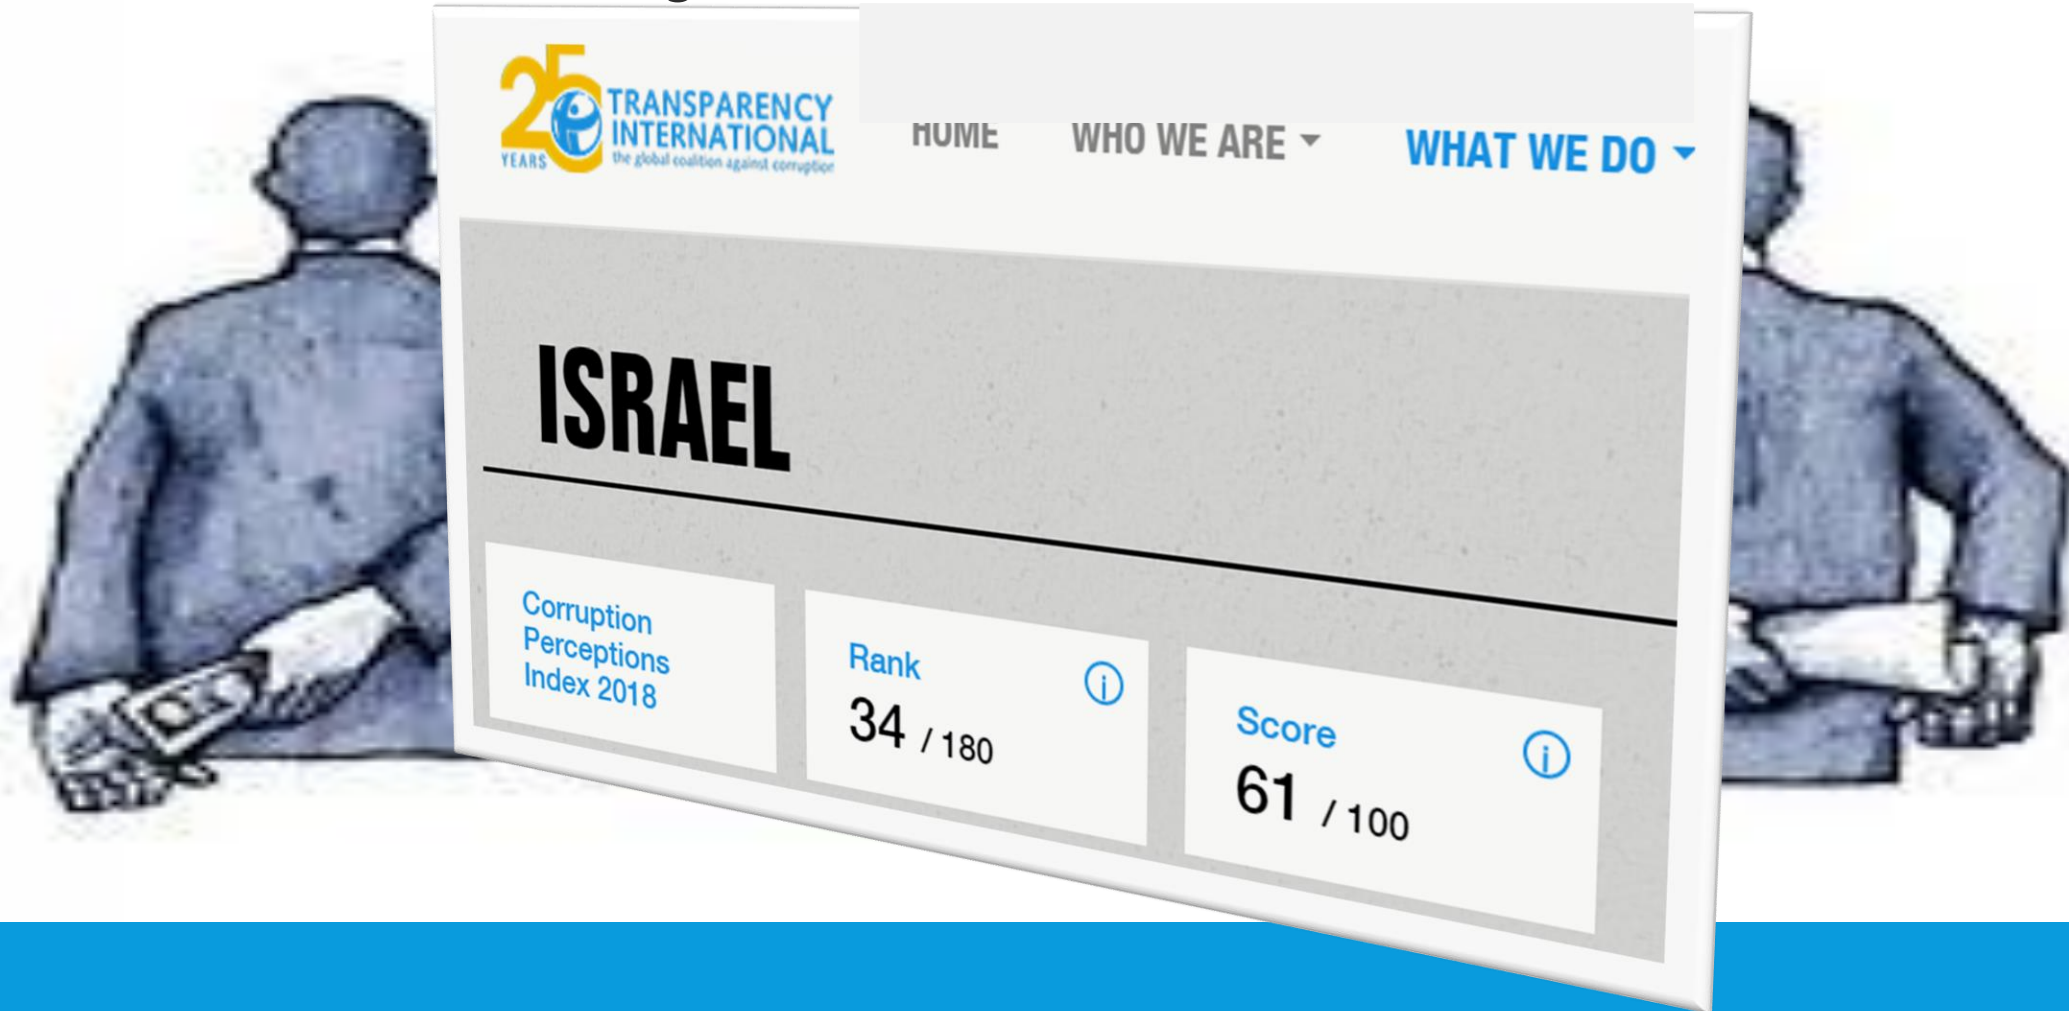 25
YEARS
TRANSPARENCY
INTERNATIONAL
the global coalition against corruption
HOME
WHO WE ARE
WHAT WE DO
ISRAEL
Corruption
Perceptions
Index 2018
Rank
34 / 180
Score
61 / 100